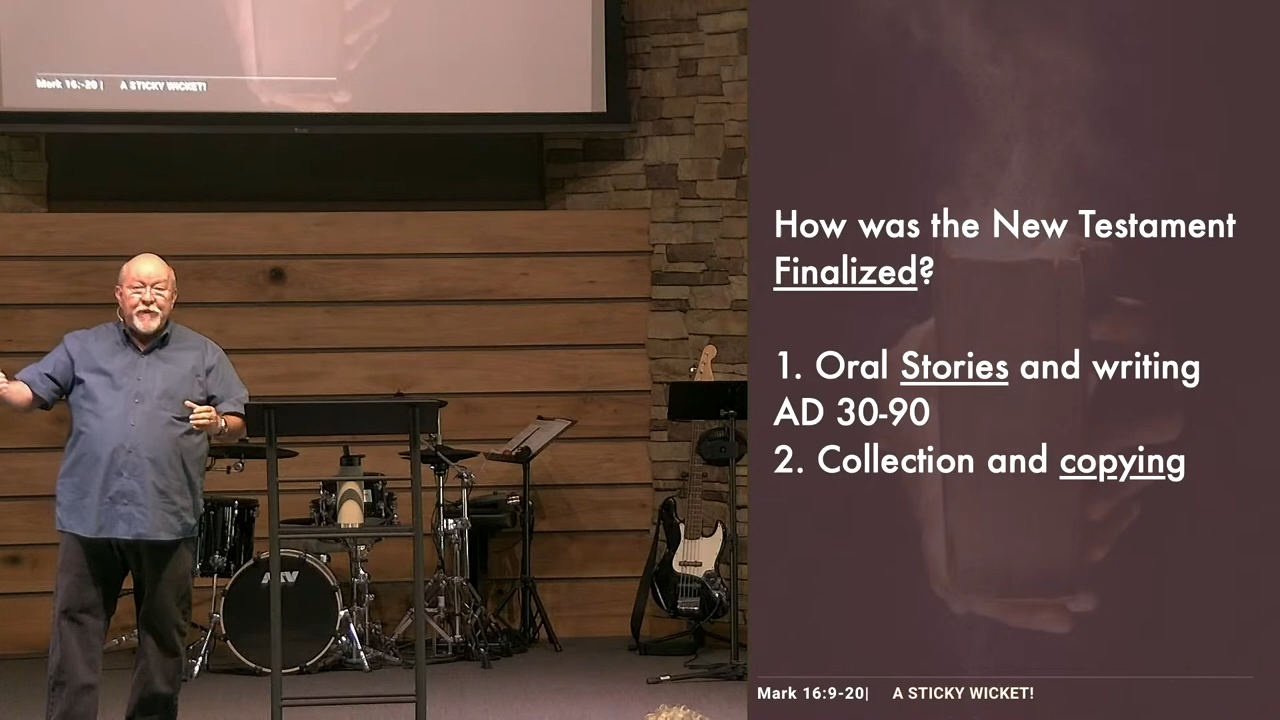 Mark 16:-20 | A STICKY WICKET!
How was the New Testament
Finalized?
1. Oral Stories and writing
AD 30-90
2. Collection and copying
Mark 16:9-20| A STICKY WICKET!